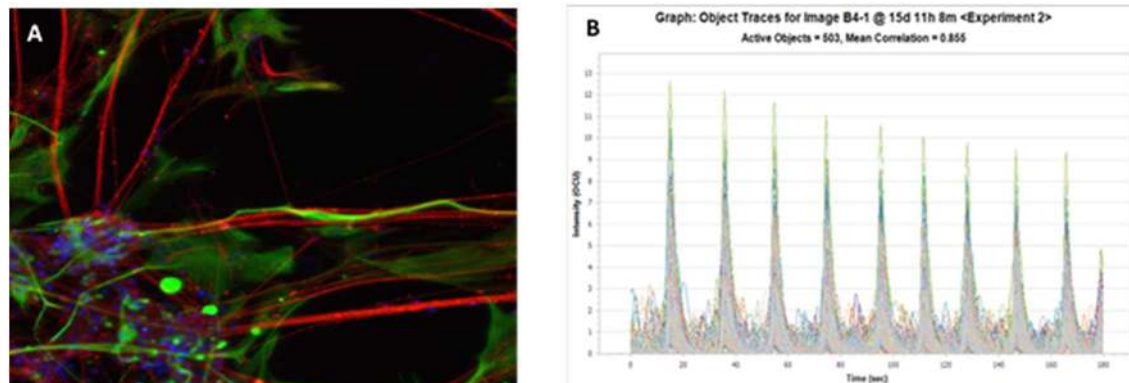 A
B
Graph: Object Traces for Image B4-1 @ 15d 11h 8m <Experiment 2>
Active Objects = 503, Mean Correlation = 0.855
13
12
11
10
9
8
7
6
5
4
3
2
1
0
Intensity (OCU)
0 20 40 60 80 100 120 140 160 180
Time (sec)